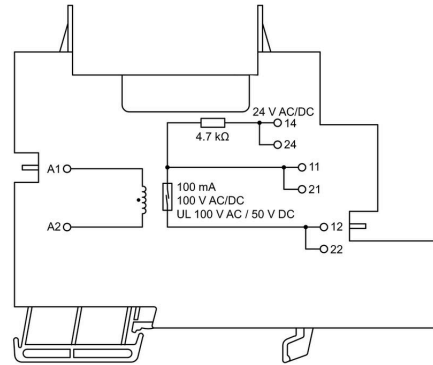 24 V AC/DC
14
4.7 kΩ
24
A1
11
21
100 mA
100 V AC/DC
UL 100 V AC / 50 V DC
A2
12
22